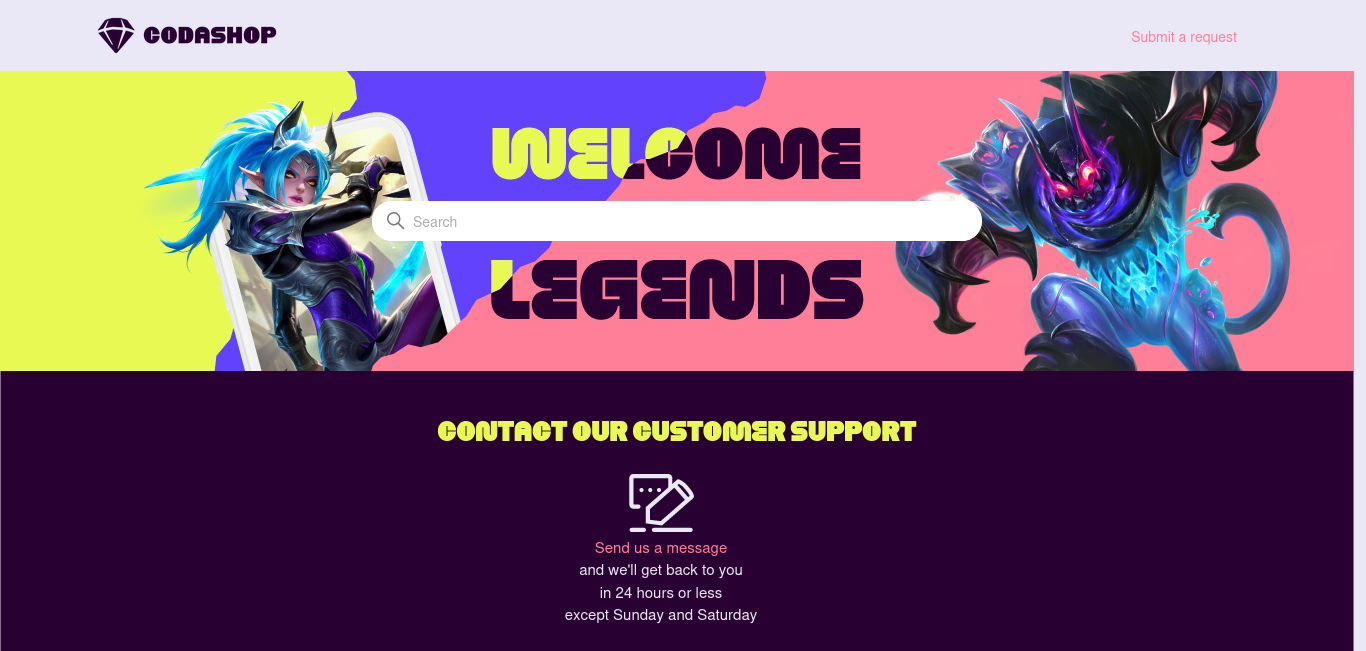 CODASHOP
Submit a request
WELCOME
Search
LEGENDS
CONTACT OUR CUSTOMER SUPPORT
Send us a message
and we'll get back to you
in 24 hours or less
except Sunday and Saturday